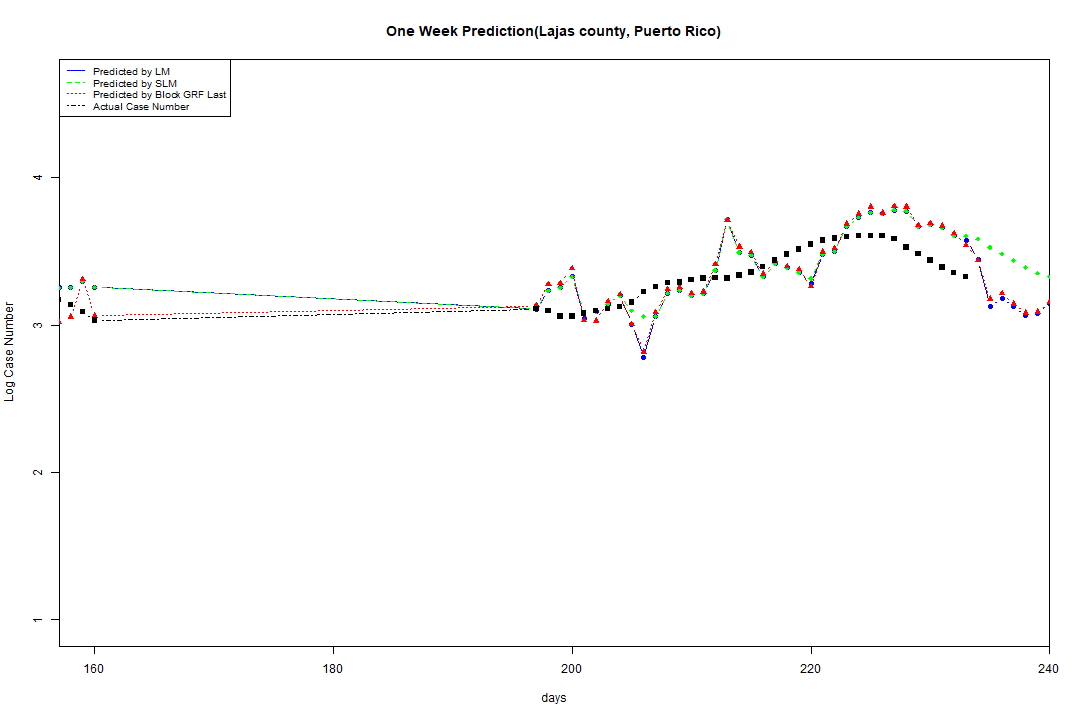 One Week Prediction(Lajas county, Puerto Rico)
Predicted by LM
Predicted by SLM
Predicted by Block GRF Last
Actual Case Number
4
3
2
1
Log Case Number
160 180 200 220 240
days